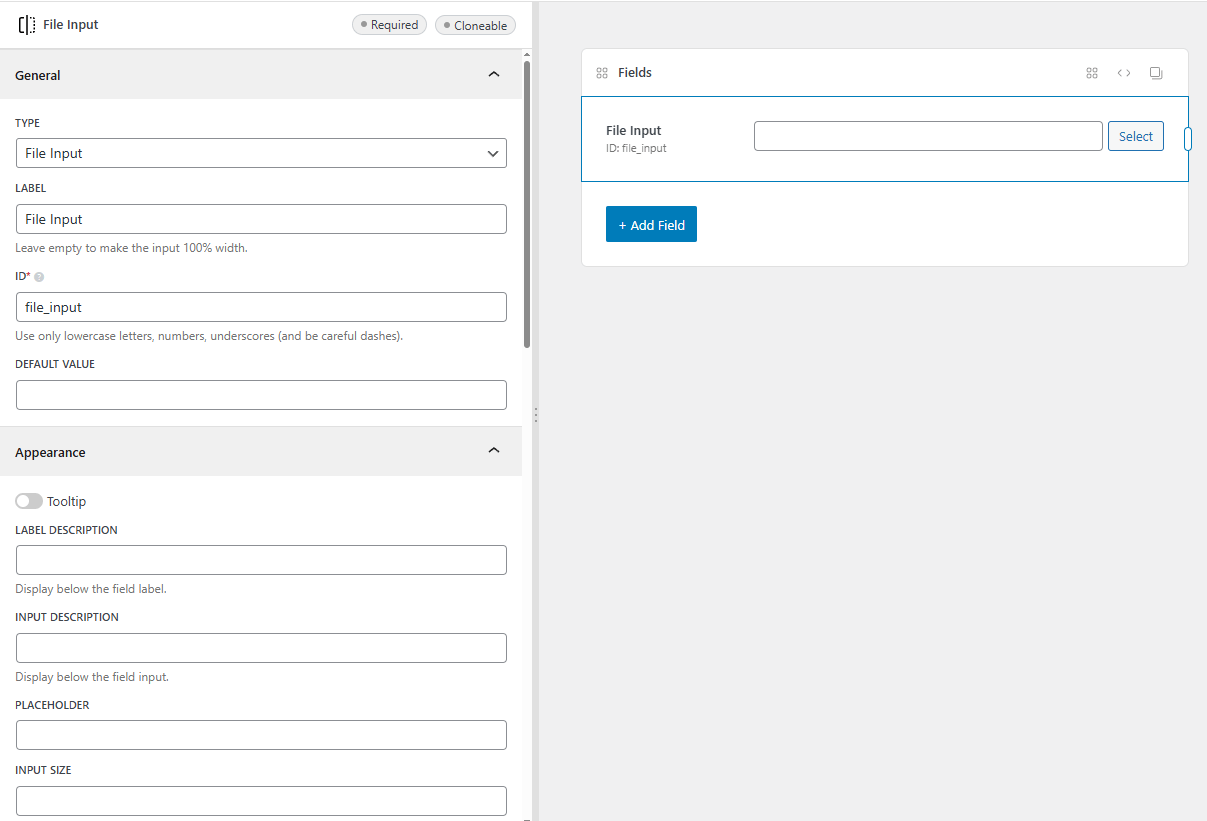 File Input
Required
Cloneable
General
TYPE
File Input
LABEL
File Input
Leave empty to make the input 100% width.
ID*
file_input
Use only lowercase letters, numbers, underscores (and be careful dashes).
DEFAULT VALUE
Appearance
Tooltip
LABEL DESCRIPTION
Display below the field label.
INPUT DESCRIPTION
Display below the field input.
PLACEHOLDER
INPUT SIZE
Fields
File Input
ID: file_input
Select
+ Add Field